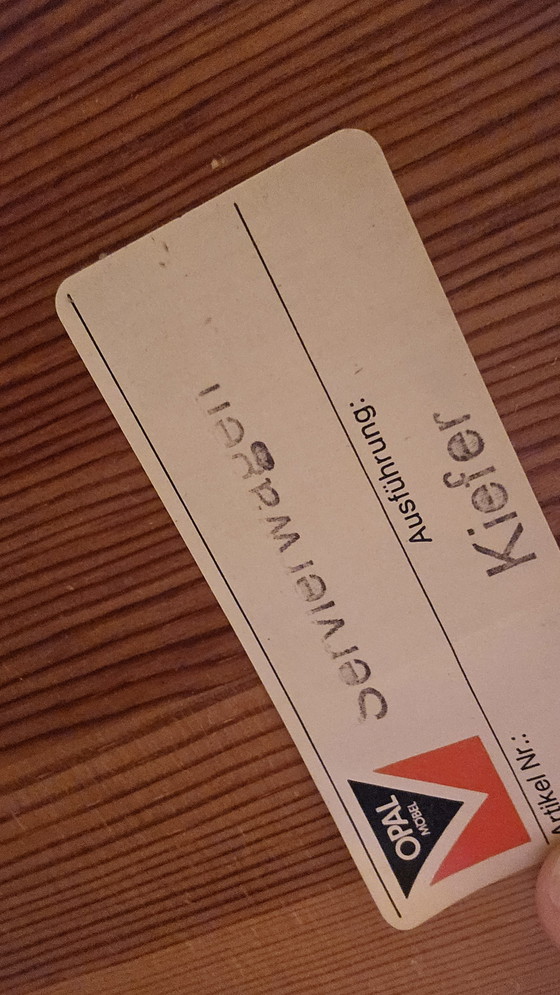 OPAL
MÖBEL
Servierwagen
Artikel Nr.:
Ausführung:
Kiefer